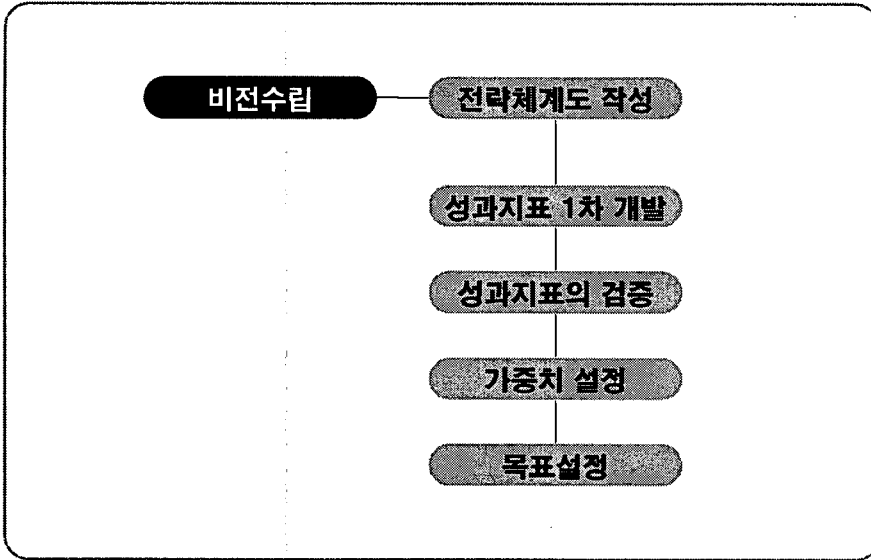 비전수립
전략체계도 작성
성과지표 1차 개발
성과지표의 검증
가중치 설정
목표설정